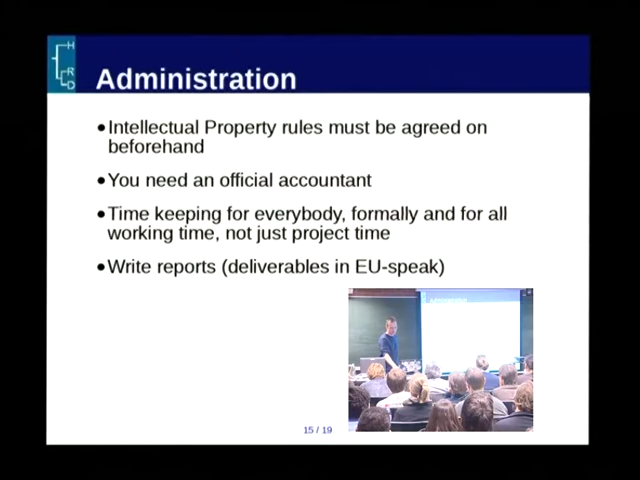 H
R
D
Administration
•Intellectual Property rules must be agreed on
beforehand
•You need an official accountant
•Time keeping for everybody, formally and for all
working time, not just project time
•Write reports (deliverables in EU-speak)
Administration
15 / 19